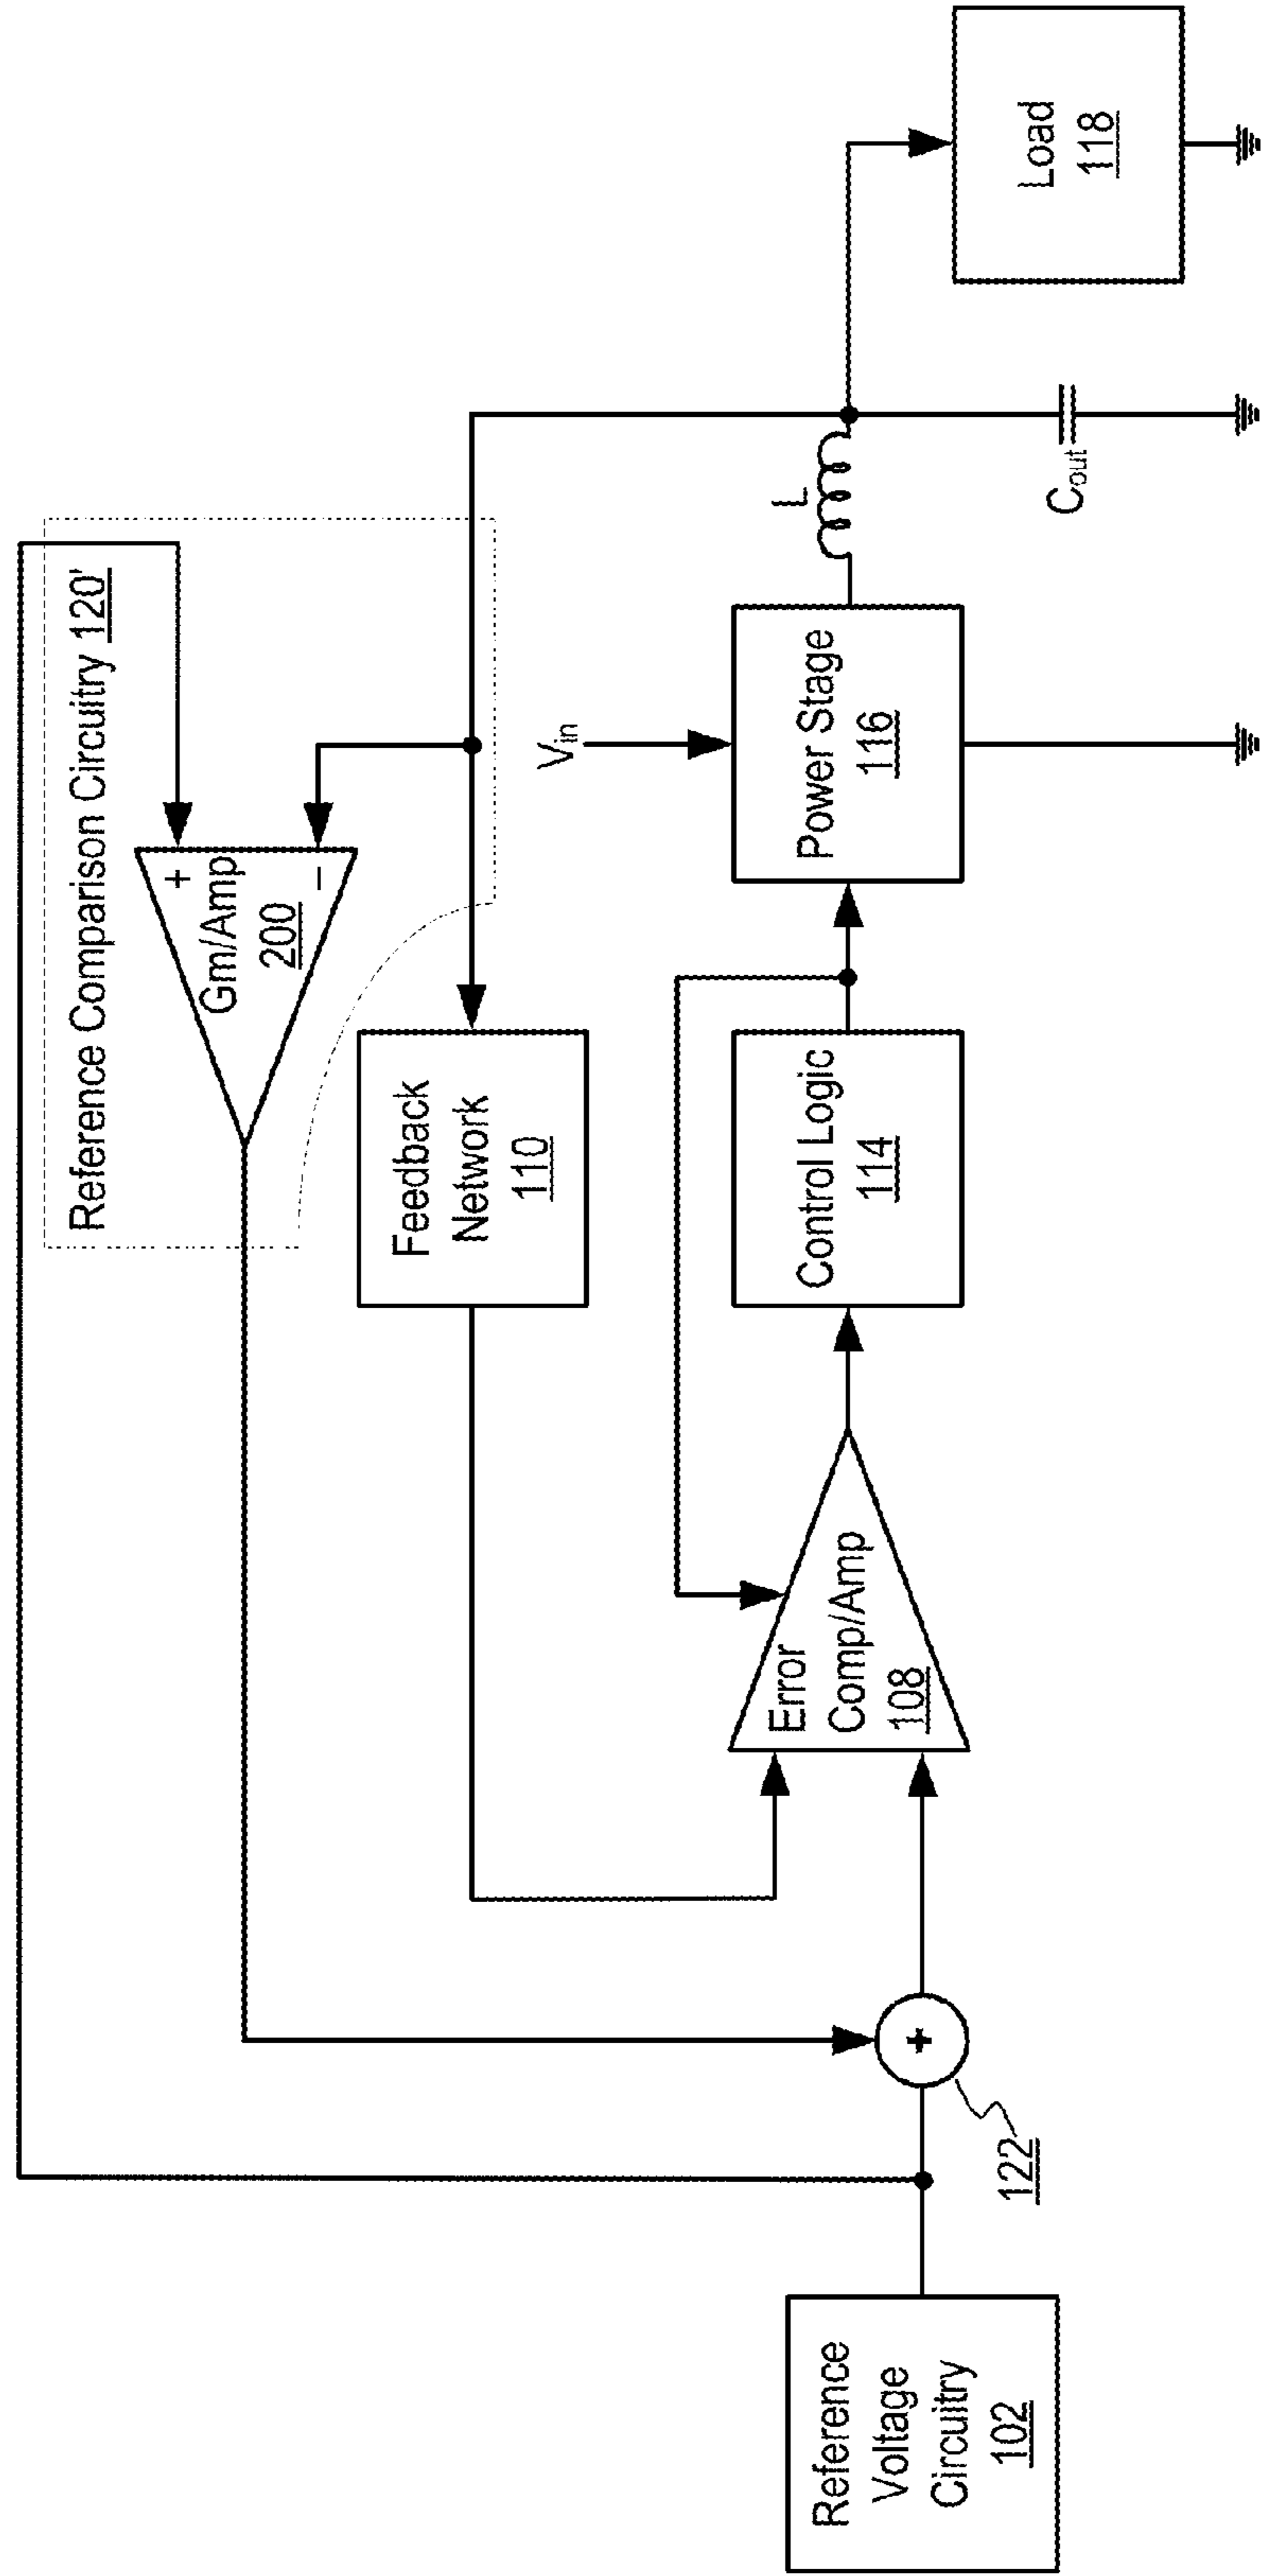 Reference Comparison Circuitry 120'
+
Gm/Amp
200
−
Feedback
Network
110
Vin
Error
Comp/Amp
108
Control Logic
114
Power Stage
116
L
Cout
Load
118
+
122
Reference
Voltage
Circuitry
102